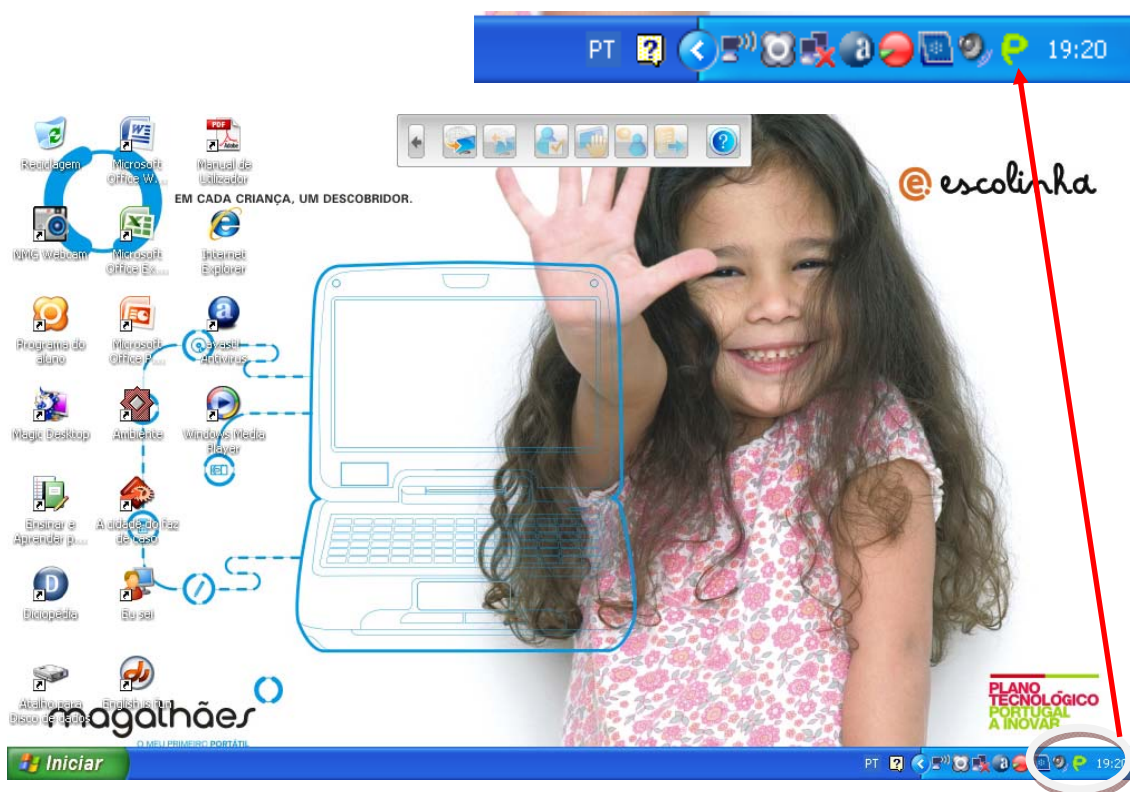 PT
19:20
Reciclagem
Microsoft
Office W...
Manual de
Utilizador
EM CADA CRIANÇA, UM DESCOBRIDOR.
e escolinha
NMG Webcam
Microsoft
Office Ex...
Internet
Explorer
Programa do
aluno
Microsoft
Office P...
avast!
Antivirus
Magic Desktop
Ambiente
Windows Media
Player
Ensinar e
Aprender p...
A cidade do faz
de caso
Diciopédia
Eu sei
Atalho para
Disco de dados
English is fun
magalhães
O MEU PRIMEIRO PORTÁTIL
PLANO
TECNOLÓGICO
PORTUGAL
A INOVAR
Iniciar
PT
19:20